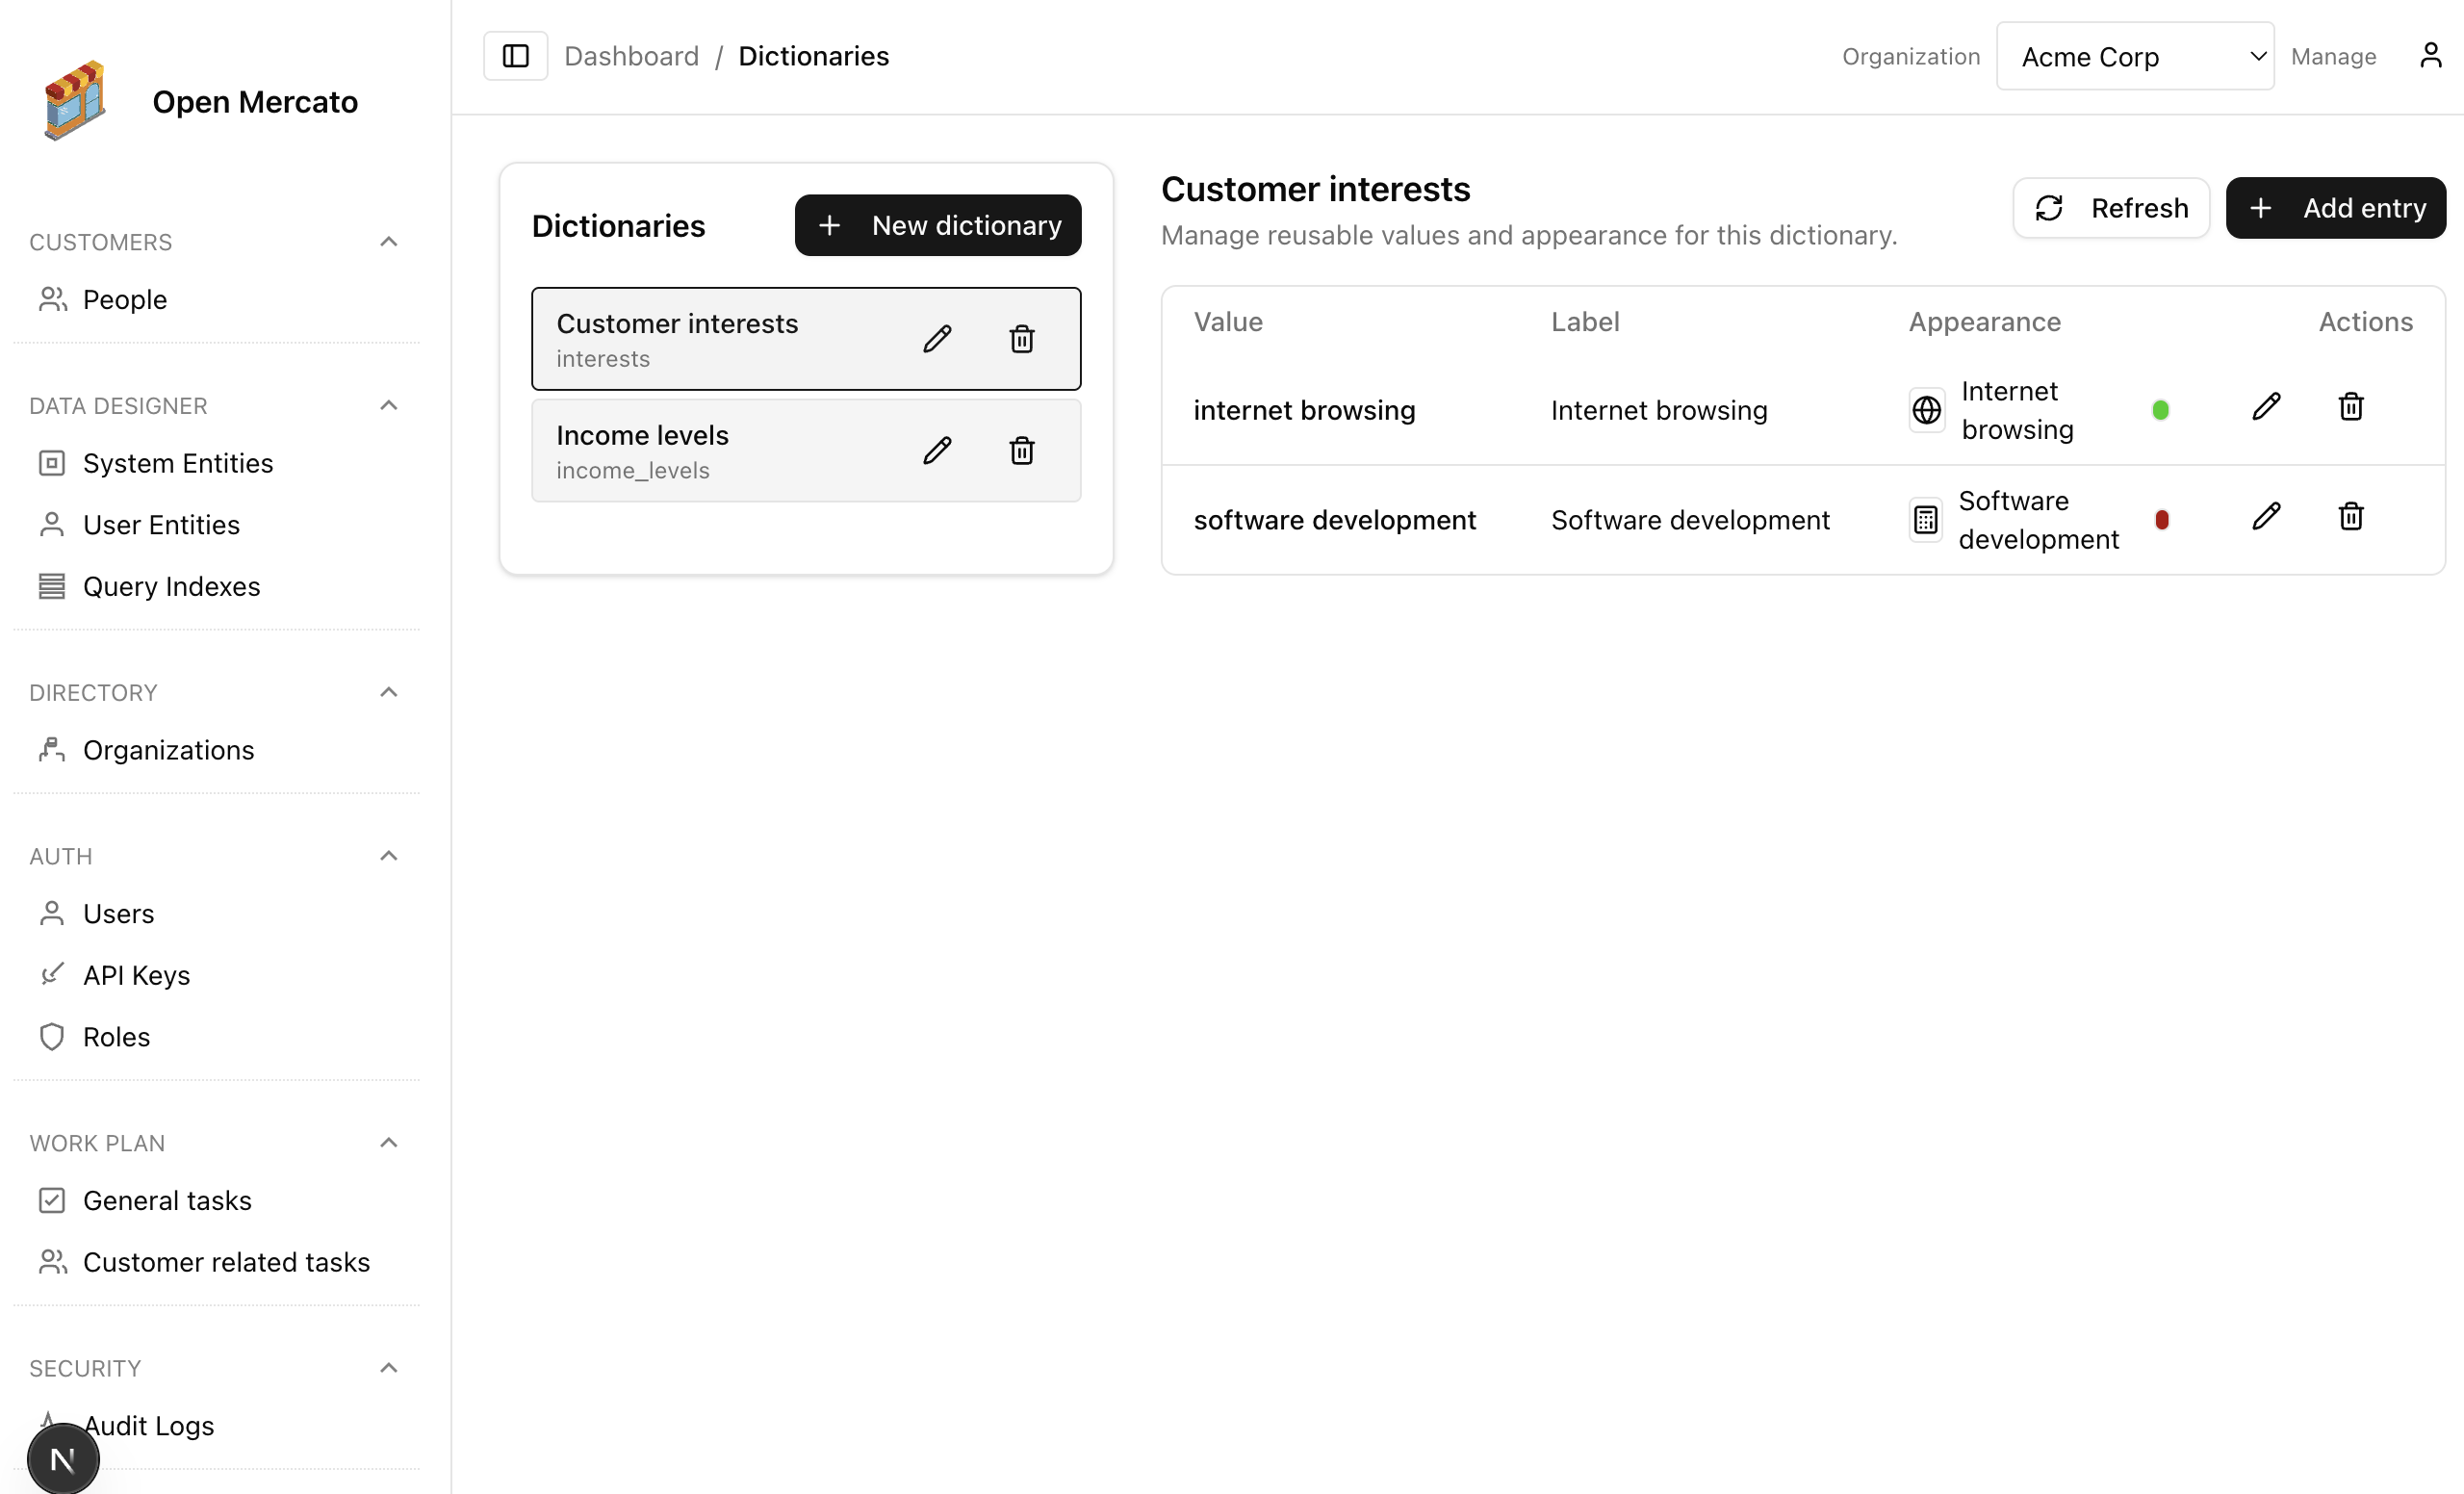 Open Mercato
CUSTOMERS
People
DATA DESIGNER
System Entities
User Entities
Query Indexes
DIRECTORY
Organizations
AUTH
Users
API Keys
Roles
WORK PLAN
General tasks
Customer related tasks
SECURITY
Audit Logs
N
Dashboard / Dictionaries
Organization Acme Corp Manage
Dictionaries
+ New dictionary
Customer interests
interests
Income levels
income_levels
Customer interests
Manage reusable values and appearance for this dictionary.
Refresh
+ Add entry
Value Label Appearance Actions
internet browsing Internet browsing Internet
browsing
software development Software development Software
development